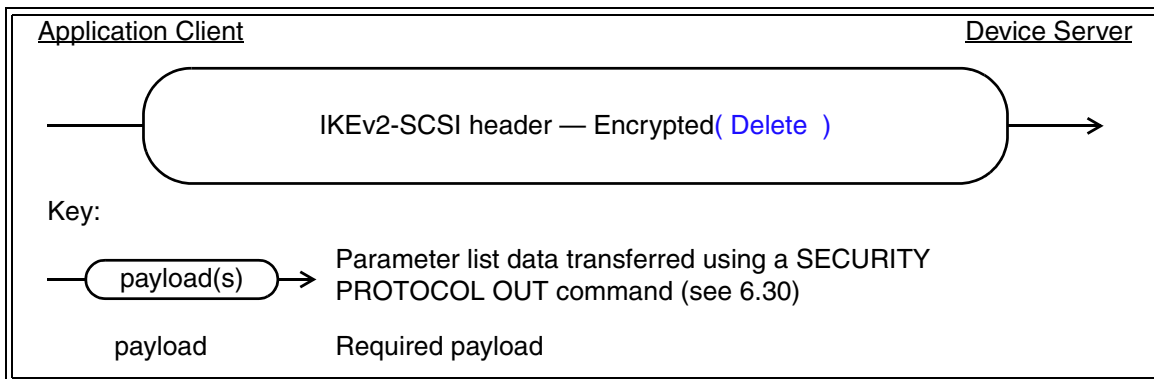 Application Client Device Server
IKEv2-SCSI header — Encrypted( Delete )
Key:
payload(s) Parameter list data transferred using a SECURITY
PROTOCOL OUT command (see 6.30)
payload Required payload